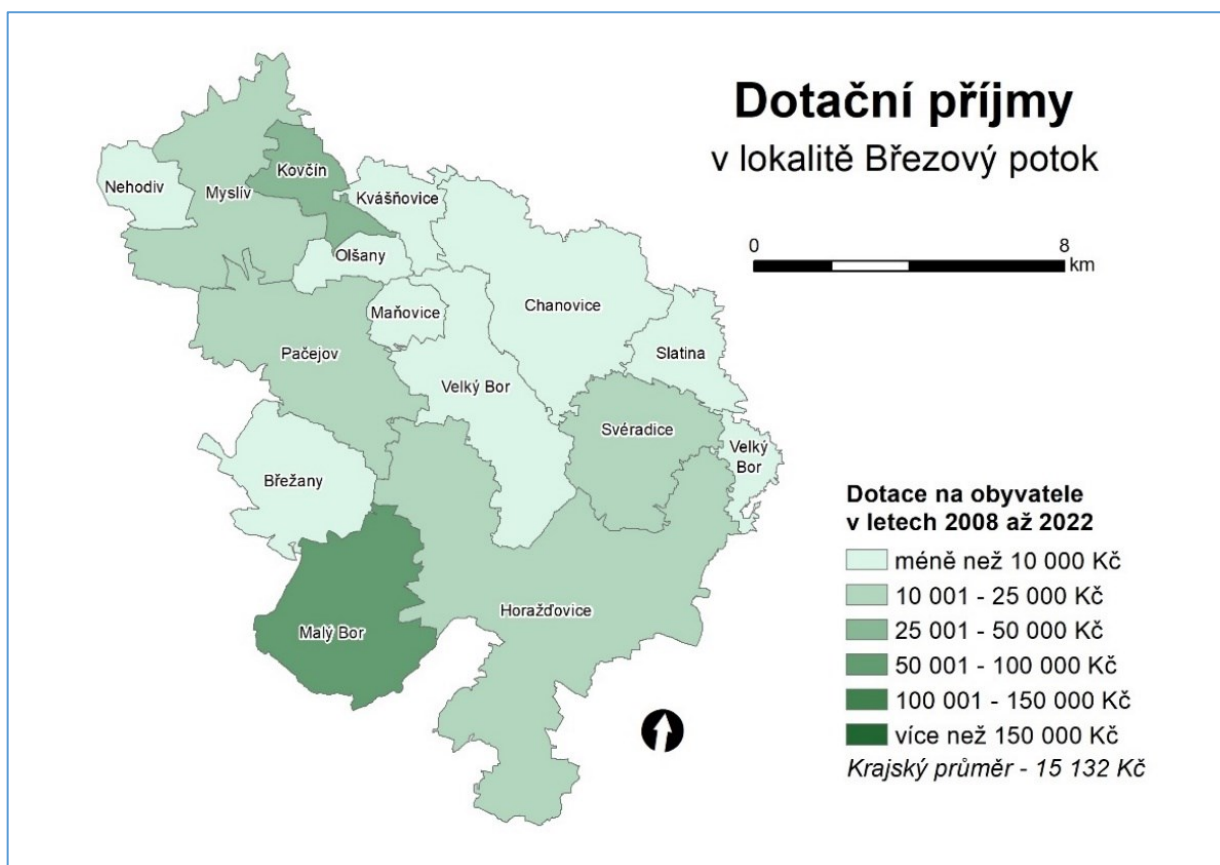 Dotační příjmy
v lokalitě Březový potok
0 8
km
Kovčín
Nehodiv
Myslív
Kvášňovice
Olšany
Maňovice
Chanovice
Pačejov
Slatina
Velký Bor
Svéradice
Velký
Bor
Břežany
Horažďovice
Malý Bor
Dotace na obyvatele
v letech 2008 až 2022
méně než 10 000 Kč
10 001 - 25 000 Kč
25 001 - 50 000 Kč
50 001 - 100 000 Kč
100 001 - 150 000 Kč
více než 150 000 Kč
Krajský průměr - 15 132 Kč